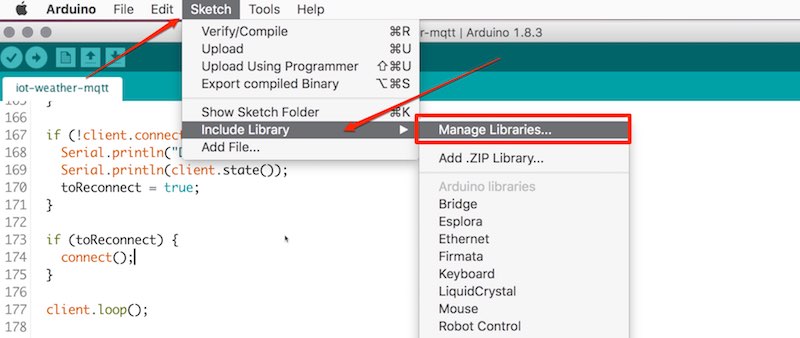 Arduino File Edit Sketch Tools Help
r-mqtt | Arduino 1.8.3
iot-weather-mqtt
Verify/Compile ⌘R
Upload ⌘U
Upload Using Programmer ⇧⌘U
Export compiled Binary ⌥⌘S
Show Sketch Folder ⌘K
Include Library ▶
Add File...
Manage Libraries...
Add .ZIP Library...
Arduino libraries
Bridge
Esplora
Ethernet
Firmata
Keyboard
LiquidCrystal
Mouse
Robot Control
165 }
166
167 if (!client.connec
168 Serial.println("D
169 Serial.println(client.state());
170 toReconnect = true;
171 }
172
173 if (toReconnect) {
174 connect();
175 }
176
177 client.loop();
178